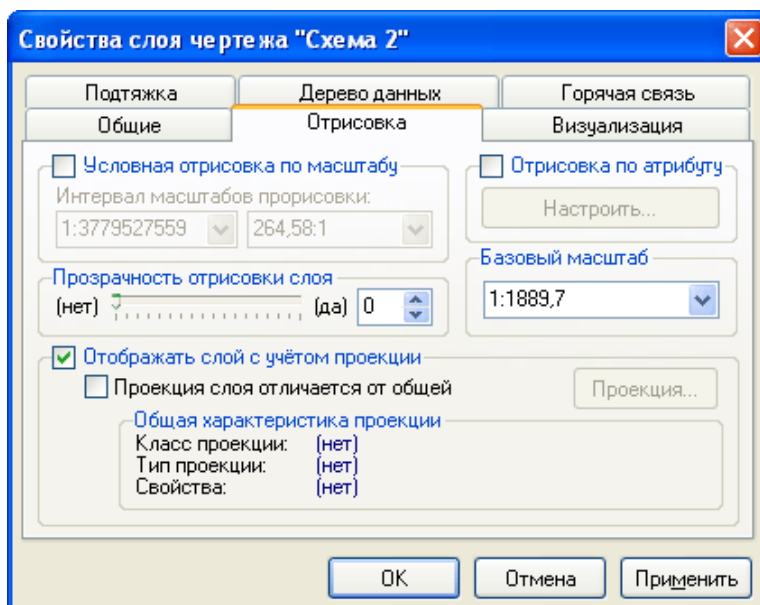 Свойства слоя чертежа "Схема 2"
Подтяжка Дерево данных Горячая связь
Общие Отрисовка Визуализация
Условная отрисовка по масштабу
Интервал масштабов прорисовки:
1:3779527559 264,58:1
Отрисовка по атрибуту
Настроить...
Прозрачность отрисовки слоя
(нет) (да) 0
Базовый масштаб
1:1889,7
Отображать слой с учётом проекции
Проекция слоя отличается от общей Проекция...
Общая характеристика проекции
Класс проекции: (нет)
Тип проекции: (нет)
Свойства: (нет)
OK Отмена Применить